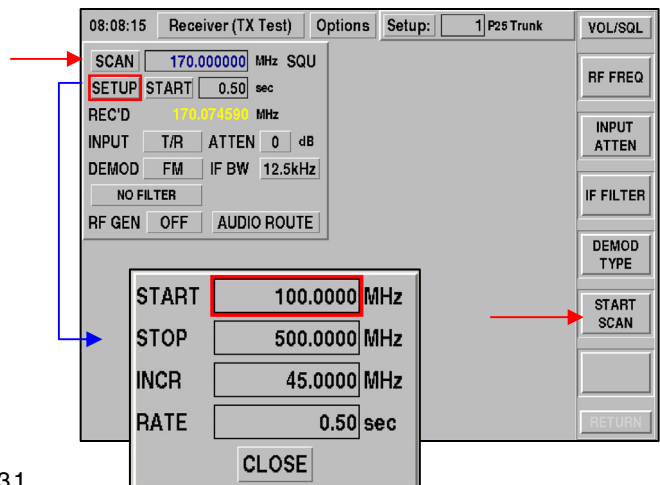 08:08:15 Receiver (TX Test) Options Setup: 1 P25 Trunk
SCAN 170.000000 MHz SQU
SETUP START 0.50 sec
REC'D 170.074590 MHz
INPUT T/R ATTEN 0 dB
DEMOD FM IF BW 12.5kHz
NO FILTER
RF GEN OFF AUDIO ROUTE
START 100.0000 MHz
STOP 500.0000 MHz
INCR 45.0000 MHz
RATE 0.50 sec
CLOSE
VOL/SQL
RF FREQ
INPUT
ATTEN
IF FILTER
DEMOD
TYPE
START
SCAN
RETURN